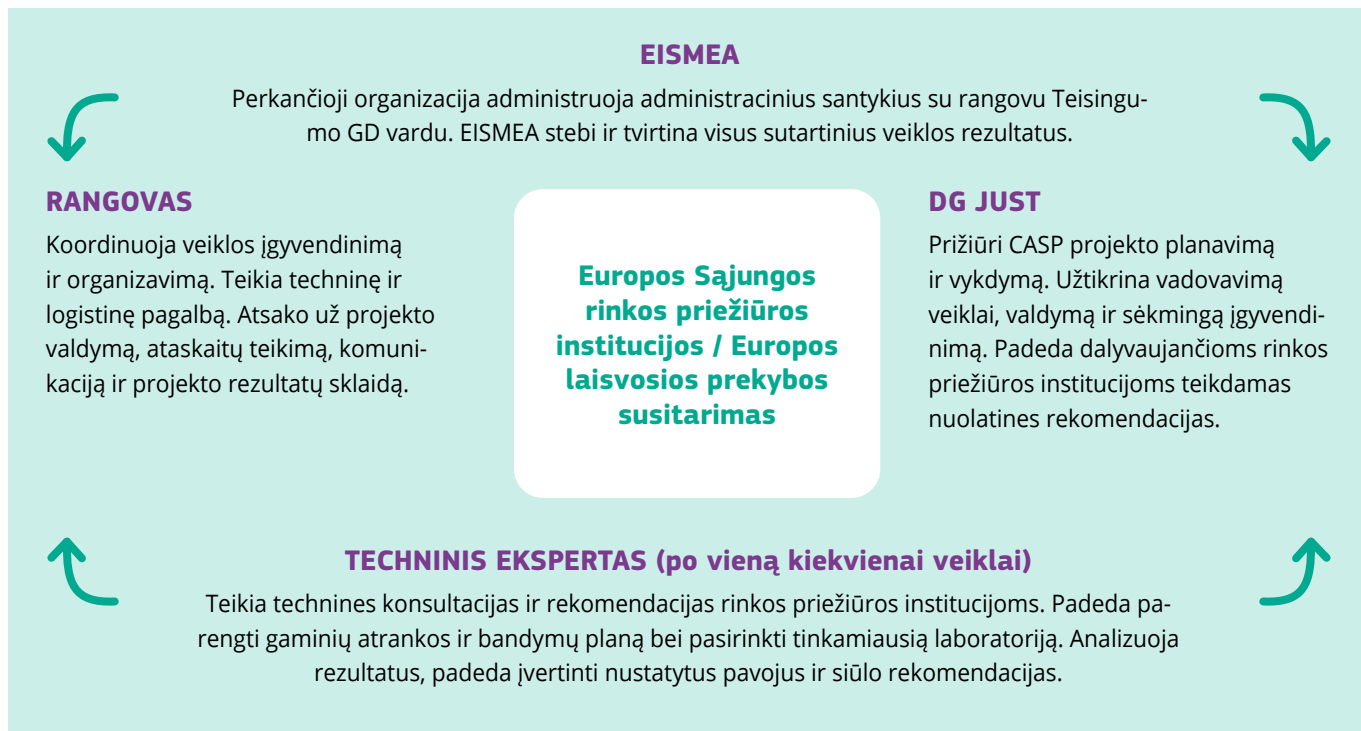 EISMEA
Perkančioji organizacija administruoja administracinius santykius su rangovu Teisingu-
mo GD vardu. EISMEA stebi ir tvirtina visus sutartinius veiklos rezultatus.
RANGOVAS
Koordinuoja veiklos įgyvendinimą
ir organizavimą. Teikia techninę ir
logistinę pagalbą. Atsako už projekto
valdymą, ataskaitų teikimą, komuni-
kaciją ir projekto rezultatų sklaidą.
Europos Sąjungos
rinkos priežiūros
institucijos / Europos
laisvosios prekybos
susitarimas
DG JUST
Prižiūri CASP projekto planavimą
ir vykdymą. Užtikrina vadovavimą
veiklai, valdymą ir sėkmingą įgyvendi-
nimą. Padeda dalyvaujančioms rinkos
priežiūros institucijoms teikdamas
nuolatines rekomendacijas.
TECHNINIS EKSPERTAS (po vieną kiekvienai veiklai)
Teikia technines konsultacijas ir rekomendacijas rinkos priežiūros institucijoms. Padeda pa-
rengti gaminių atrankos ir bandymų planą bei pasirinkti tinkamiausią laboratoriją. Analizuoja
rezultatus, padeda įvertinti nustatytus pavojus ir siūlo rekomendacijas.